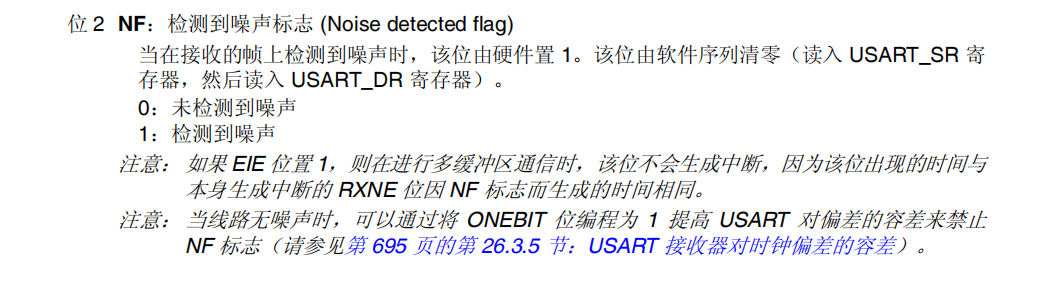 位 2 NF：检测到噪声标志 (Noise detected flag)
当在接收的帧上检测到噪声时，该位由硬件置 1。该位由软件序列清零（读入 USART_SR 寄
存器，然后读入 USART_DR 寄存器）。
0：未检测到噪声
1：检测到噪声
注意： 如果 EIE 位置 1，则在进行多缓冲区通信时，该位不会生成中断，因为该位出现的时间与
本身生成中断的 RXNE 位因 NF 标志而生成的时间相同。
注意： 当线路无噪声时，可以通过将 ONEBIT 位编程为 1 提高 USART 对偏差的容差来禁止
NF 标志（请参见第 695 页的第 26.3.5 节：USART 接收器对时钟偏差的容差）。